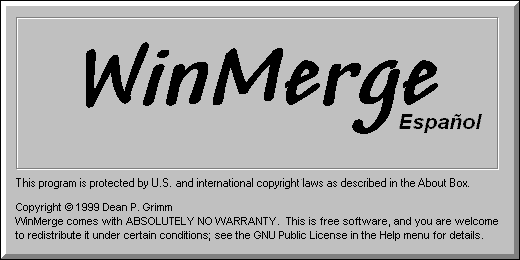 WinMerge
Español
This program is protected by U.S. and international copyright laws as described in the About Box.
Copyright © 1999 Dean P. Grimm
WinMerge comes with ABSOLUTELY NO WARRANTY. This is free software, and you are welcome
to redistribute it under certain conditions; see the GNU Public License in the Help menu for details.